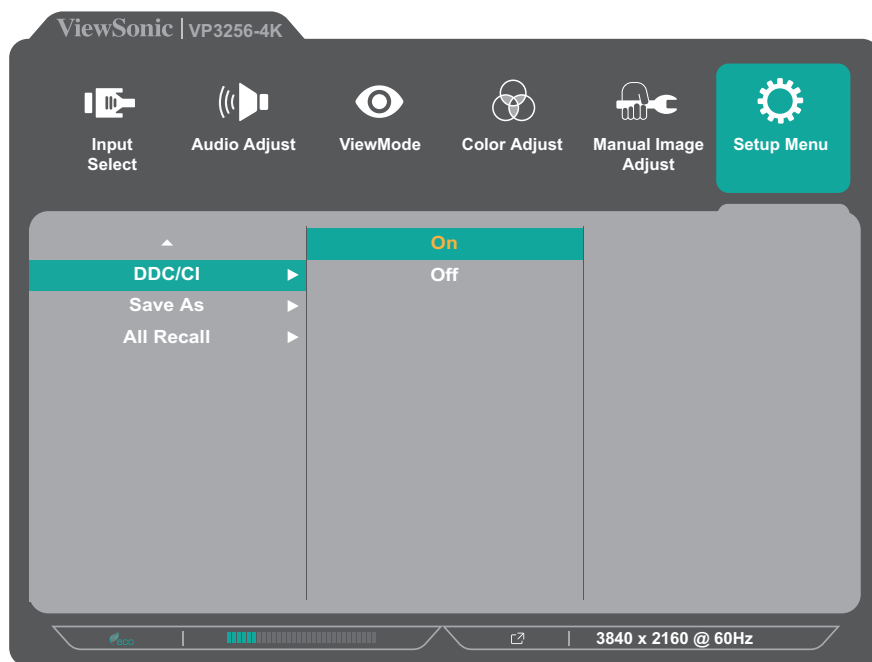 ViewSonic | VP3256-4K
Input Select
Audio Adjust
ViewMode
Color Adjust
Manual Image Adjust
Setup Menu
DDC/CI
On
Off
Save As
All Recall
eco
3840 x 2160 @ 60Hz